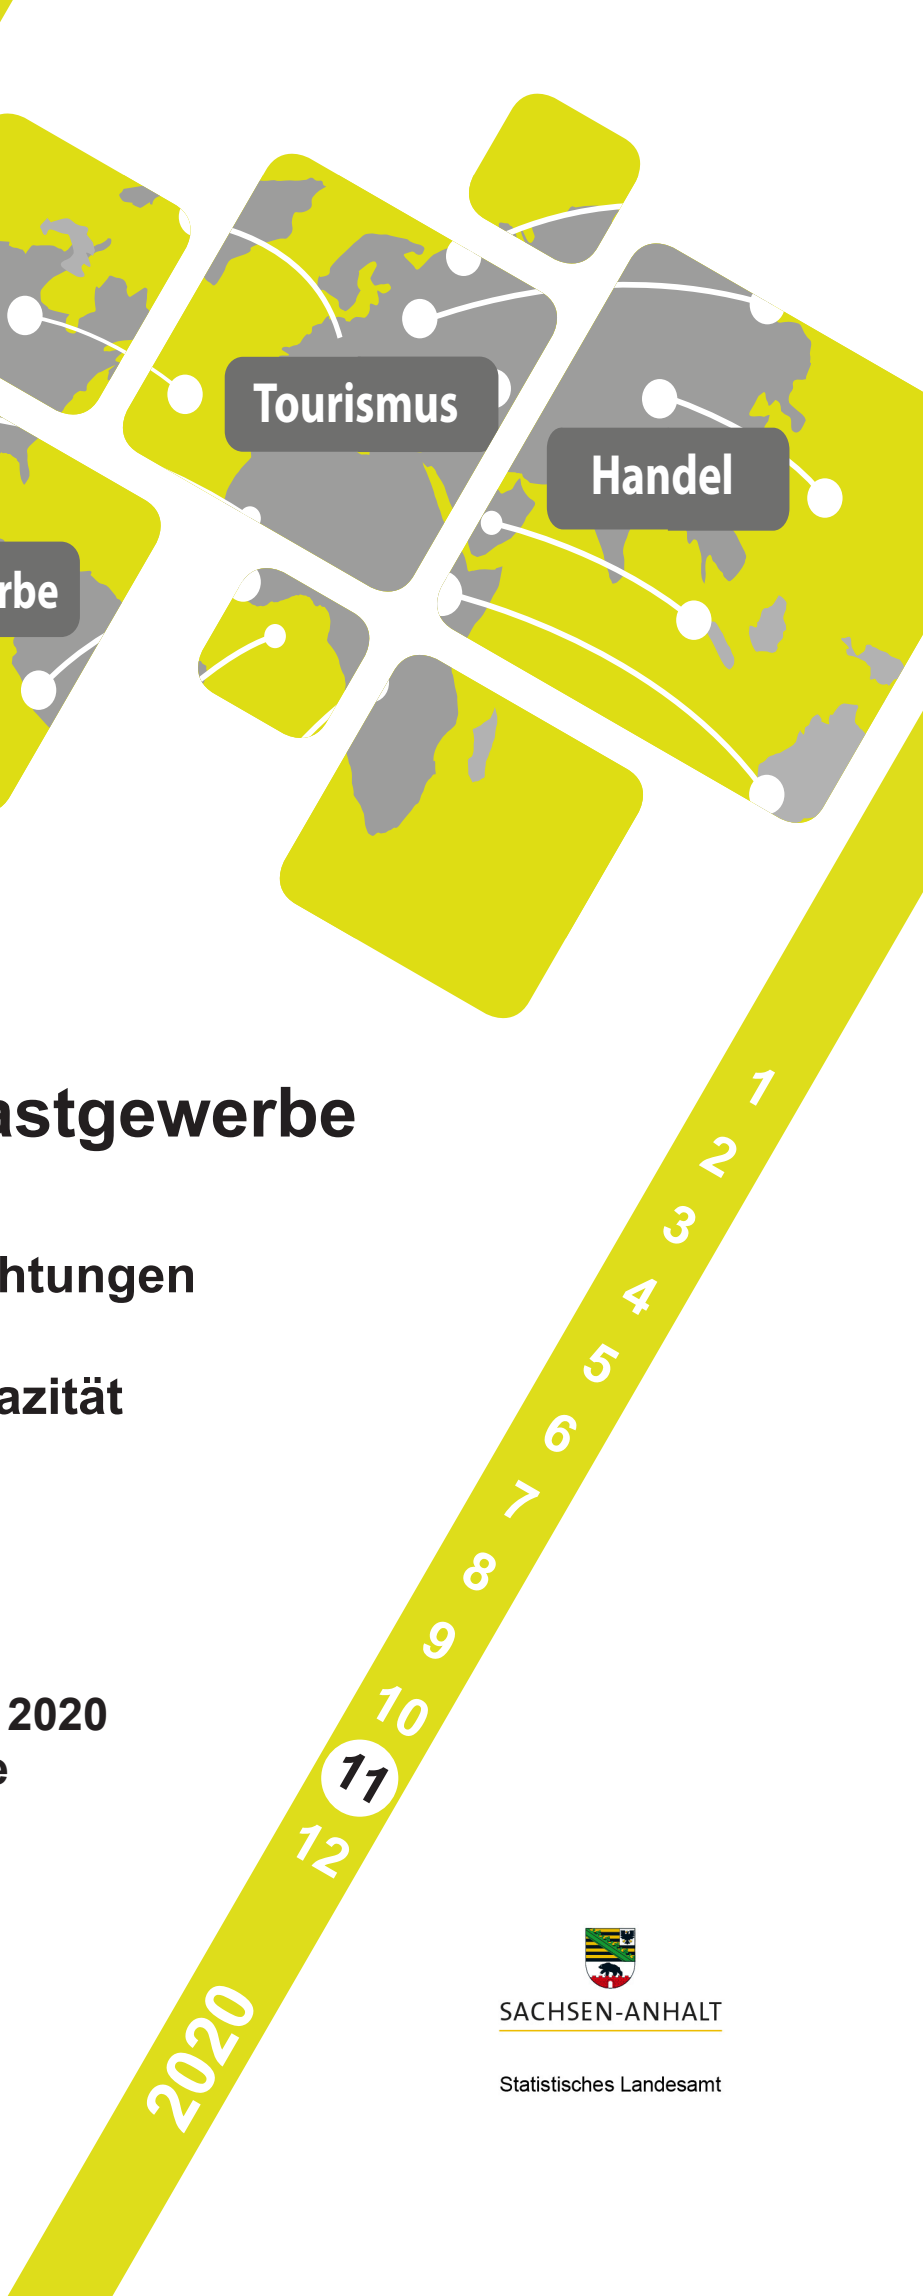 Tourismus
Handel
rbe
astgewerbe
htungen
azität
2020
e
1
2
3
4
5
6
7
8
9
10
11
12
2020
SACHSEN-ANHALT
Statistisches Landesamt